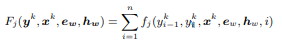 F_j(y^k, x^k, e_w, h_w) = \sum_{i=1}^{n} f_j(y_{i-1}^k, y_i^k, x^k, e_w, h_w, i)